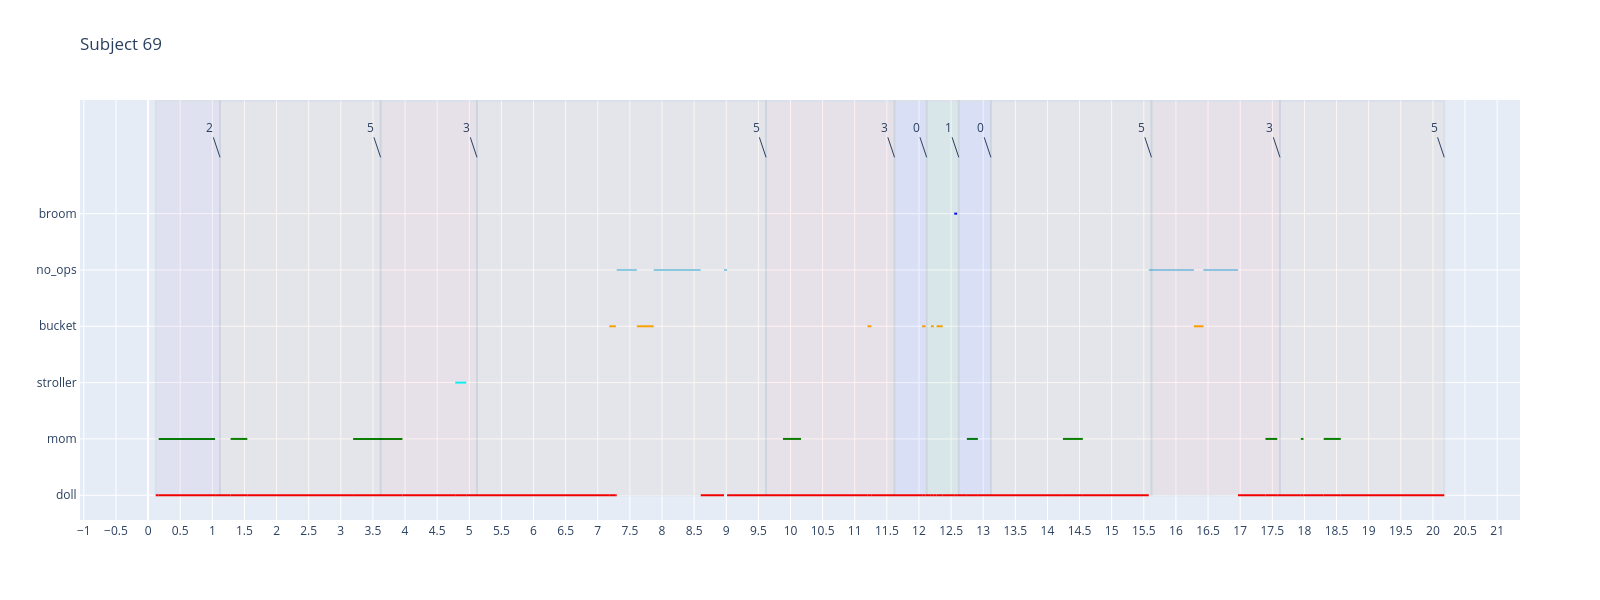 Subject 69
2 5 3 5 3 0 1 0 5 3 5
broom
no_ops
bucket
stroller
mom
doll
−1 −0.5 0 0.5 1 1.5 2 2.5 3 3.5 4 4.5 5 5.5 6 6.5 7 7.5 8 8.5 9 9.5 10 10.5 11 11.5 12 12.5 13 13.5 14 14.5 15 15.5 16 16.5 17 17.5 18 18.5 19 19.5 20 20.5 21